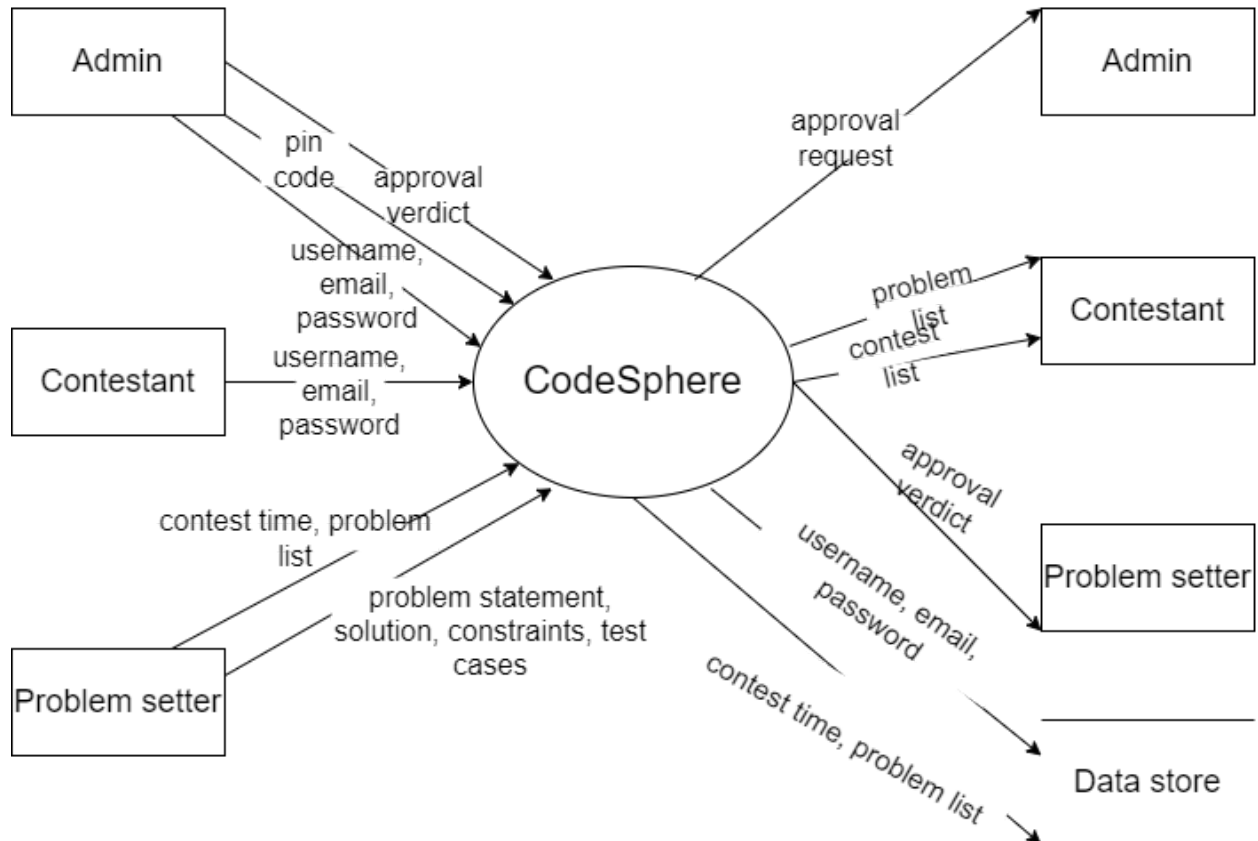 Admin
Admin
pin
code
approval
verdict
approval
request
username,
email,
password
Contestant
username,
email,
password
CodeSphere
problem
list
contest
list
Contestant
contest time, problem
list
problem statement,
solution, constraints, test
cases
Problem setter
approval
verdict
Problem setter
username, email,
password
contest time, problem list
Data store